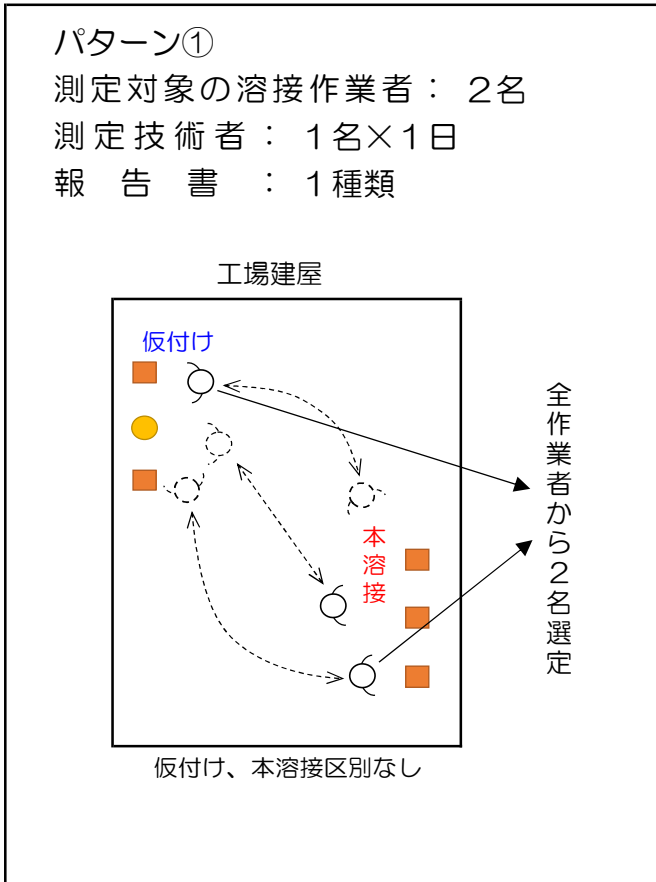 パターン①
測定対象の溶接作業者： 2名
測定技術者： 1名×1日
報告書： 1種類
工場建屋
仮付け
本溶接
全作業者から2名選定
仮付け、本溶接区別なし